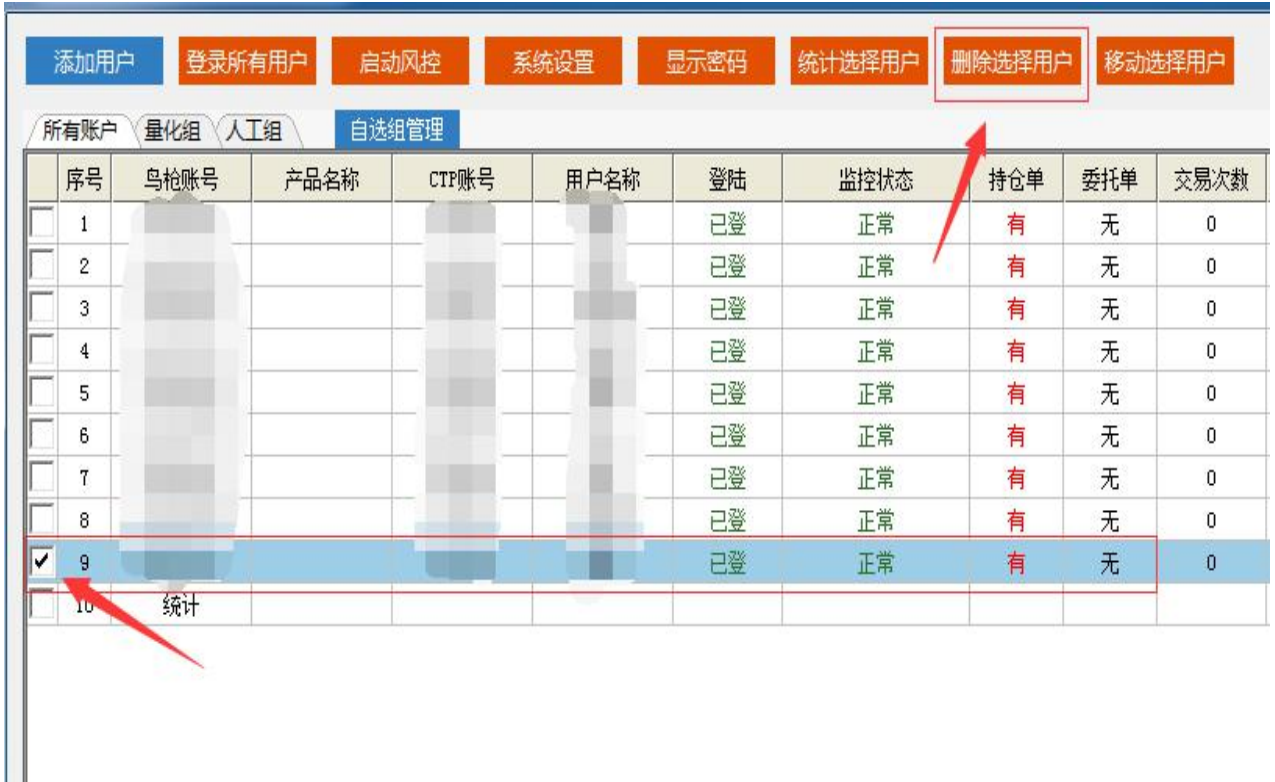 添加用户 登录所有用户 启动风控 系统设置 显示密码 统计选择用户 删除选择用户 移动选择用户
所有账户 量化组 人工组 自选组管理
序号 鸟枪账号 产品名称 CTP账号 用户名称 登陆 监控状态 持仓单 委托单 交易次数
1 已登 正常 有 无 0
2 已登 正常 有 无 0
3 已登 正常 有 无 0
4 已登 正常 有 无 0
5 已登 正常 有 无 0
6 已登 正常 有 无 0
7 已登 正常 有 无 0
8 已登 正常 有 无 0
9 已登 正常 有 无 0
10 统计